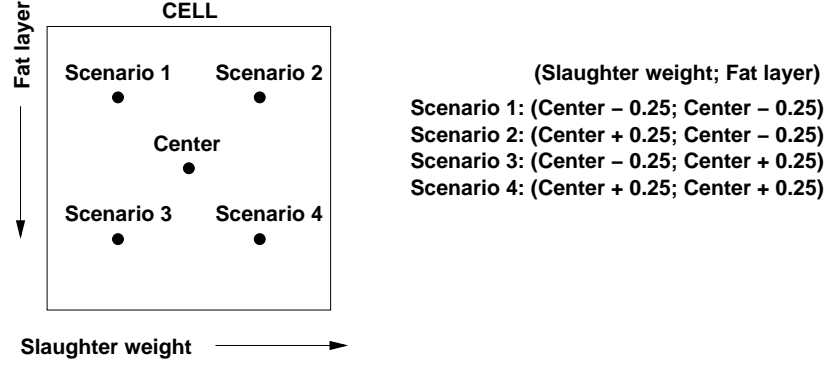 CELL
Fat layer
Scenario 1 Scenario 2
Center
Scenario 3 Scenario 4
Slaughter weight
(Slaughter weight; Fat layer)
Scenario 1: (Center − 0.25; Center − 0.25)
Scenario 2: (Center + 0.25; Center − 0.25)
Scenario 3: (Center − 0.25; Center + 0.25)
Scenario 4: (Center + 0.25; Center + 0.25)